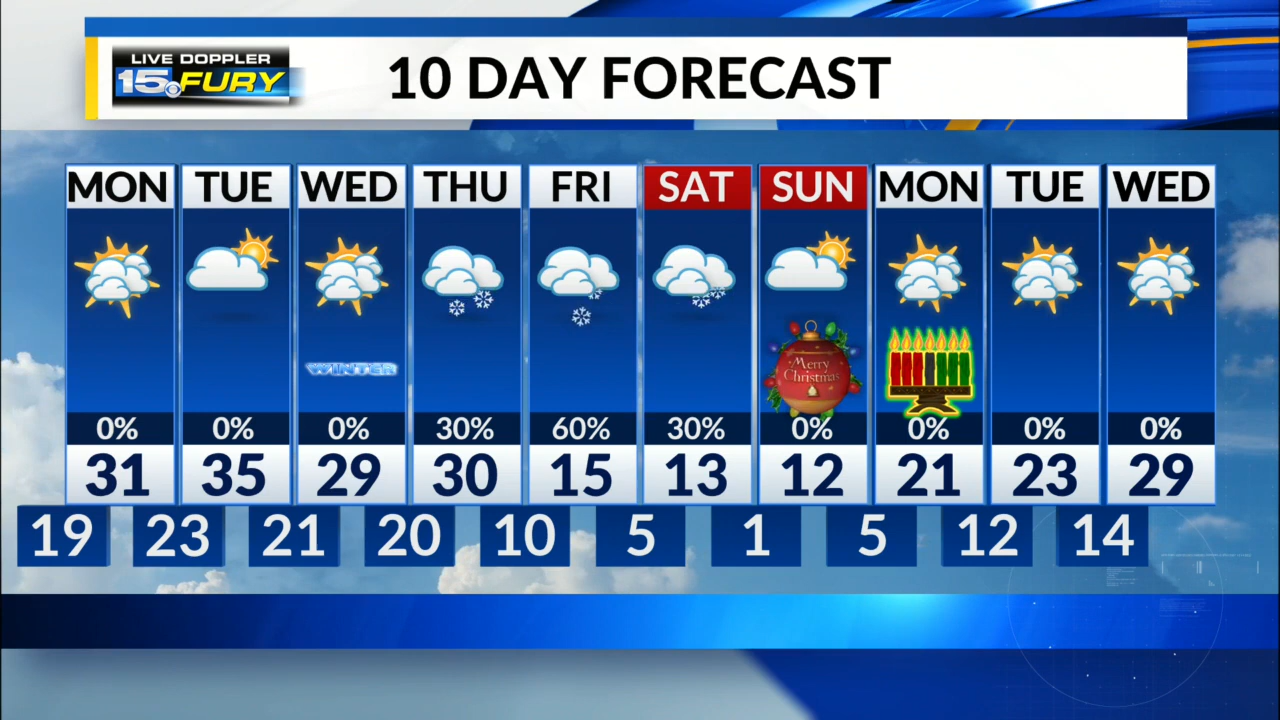 LIVE DOPPLER
15 FURY
10 DAY FORECAST
MON TUE WED THU FRI SAT SUN MON TUE WED
WINTER
Merry
Christmas
0% 0% 0% 30% 60% 30% 0% 0% 0% 0%
31 35 29 30 15 13 12 21 23 29
19 23 21 20 10 5 1 5 12 14